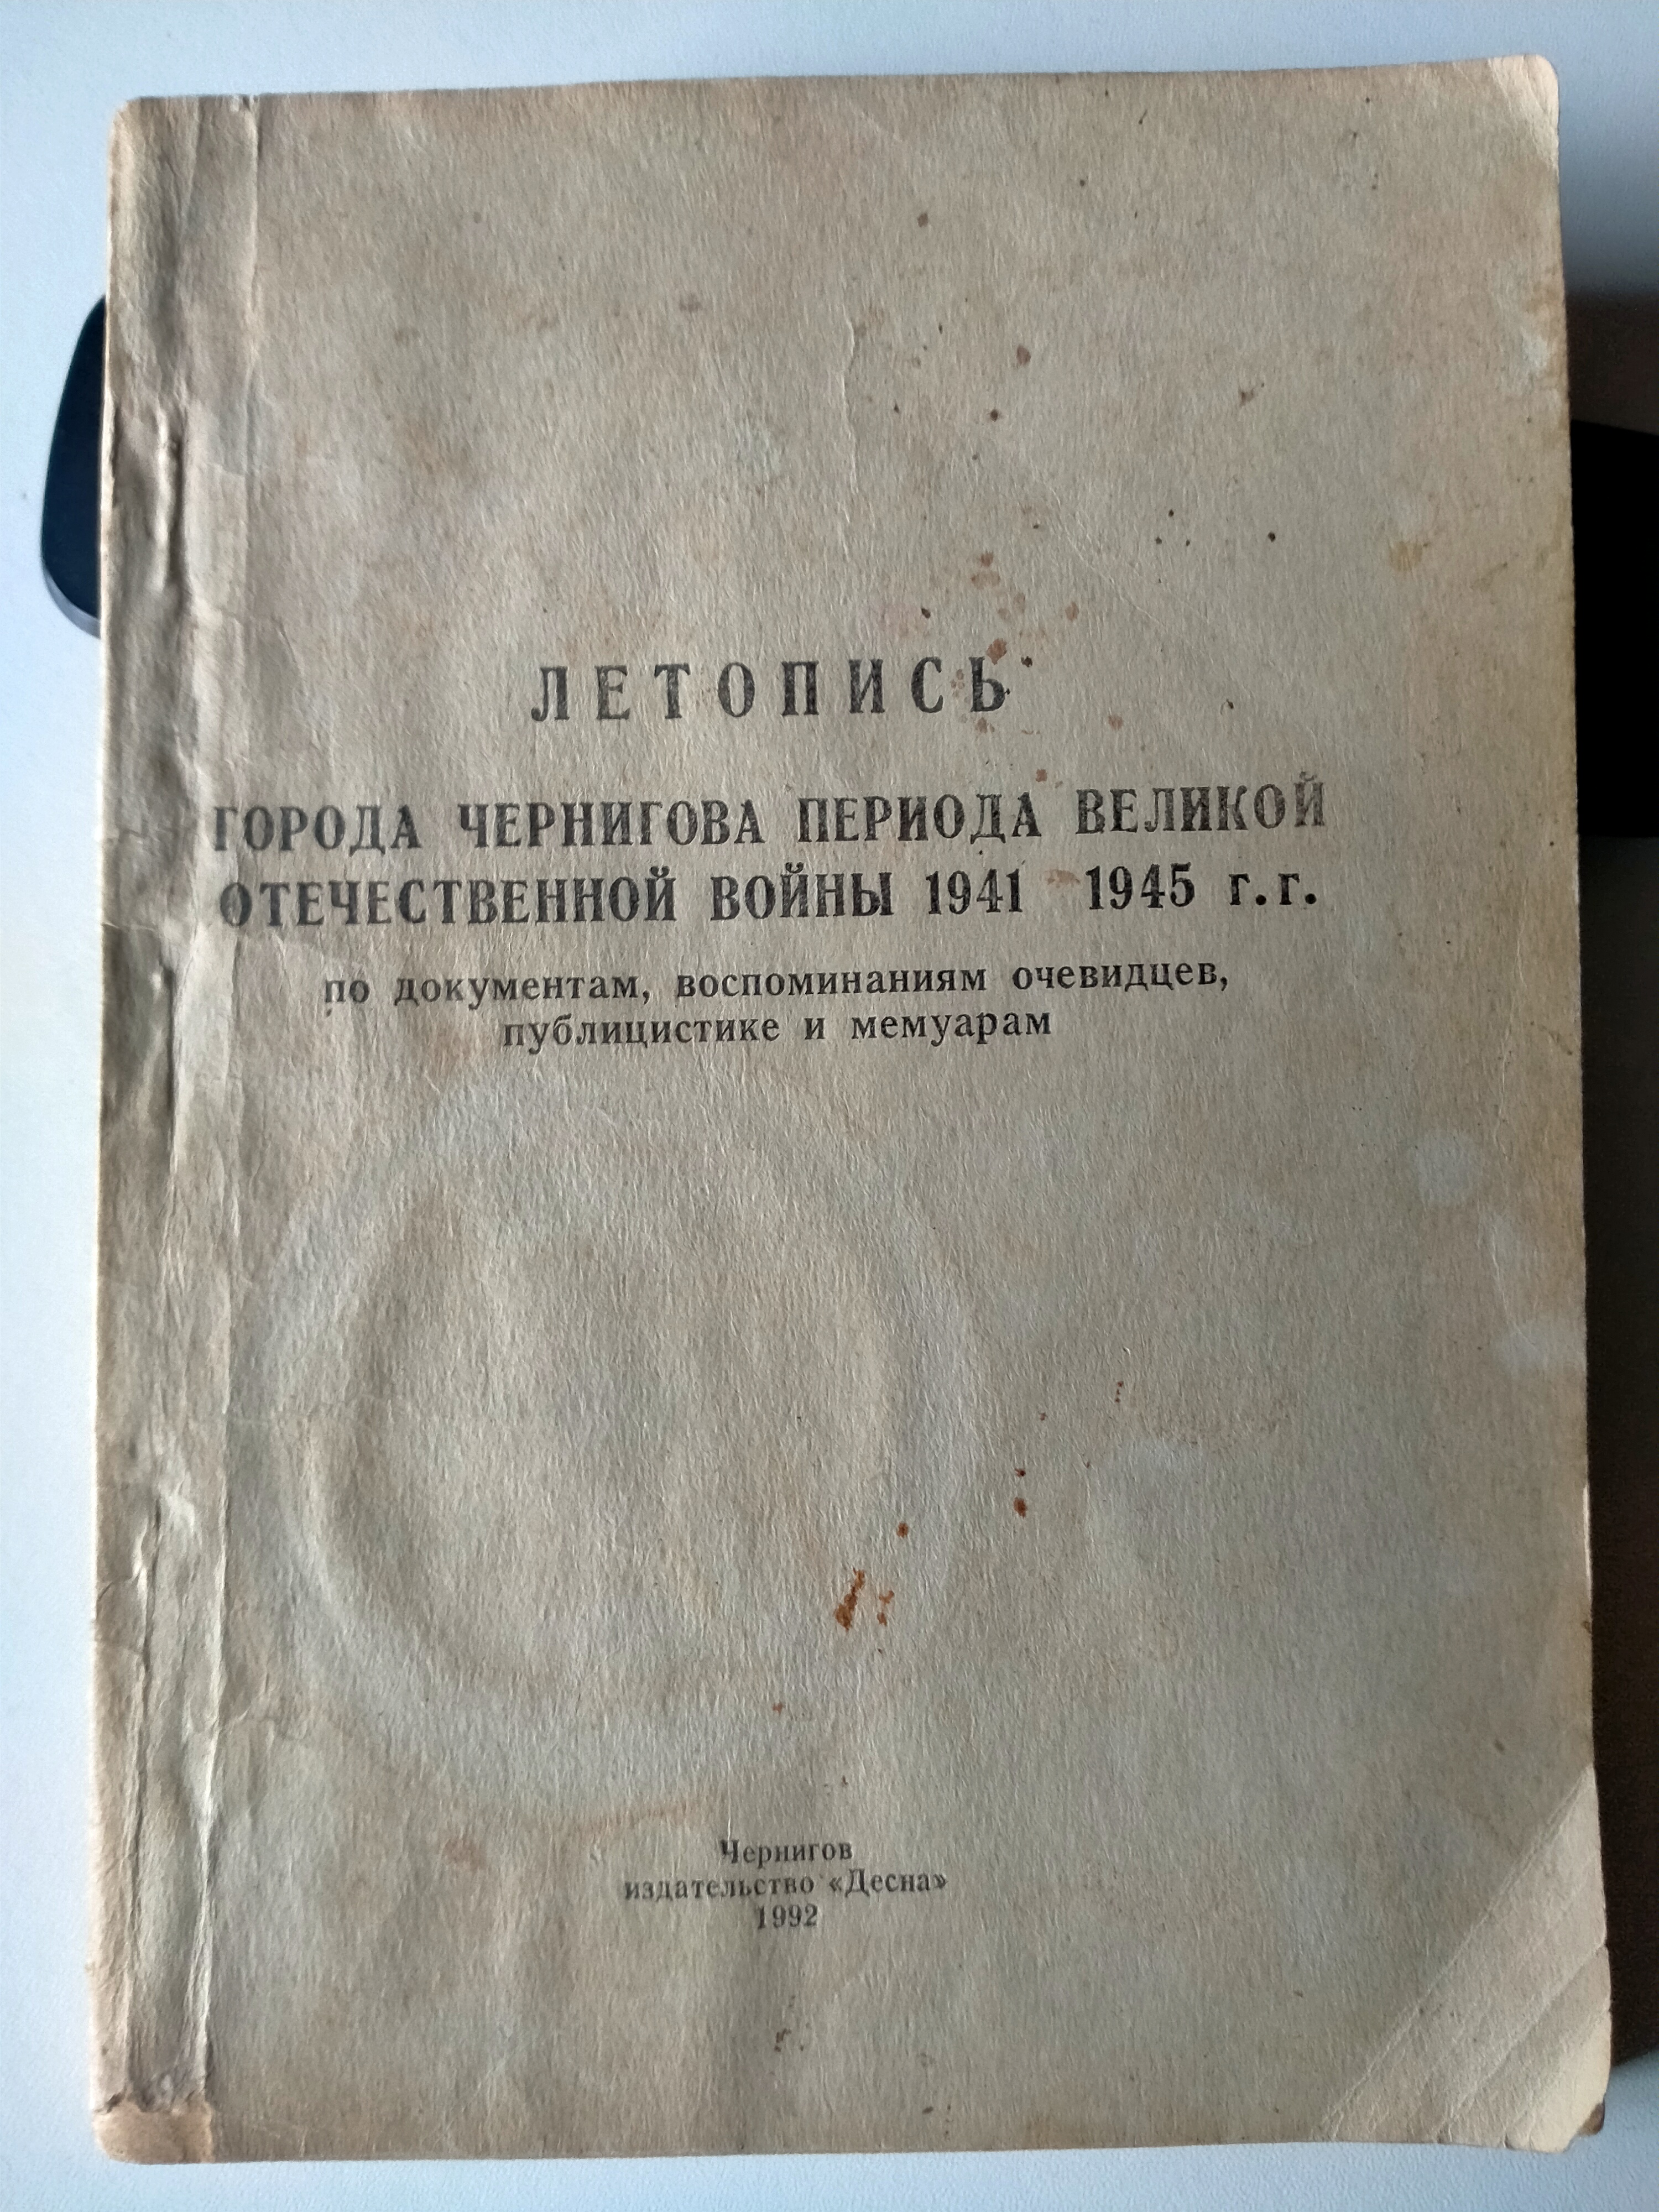 ЛЕТОПИСЬ
ГОРОДА ЧЕРНИГОВА ПЕРИОДА ВЕЛИКОЙ
ОТЕЧЕСТВЕННОЙ ВОЙНЫ 1941 1945 г.г.
по документам, воспоминаниям очевидцев,
публицистике и мемуарам
Чернигов
издательство «Десна»
1992